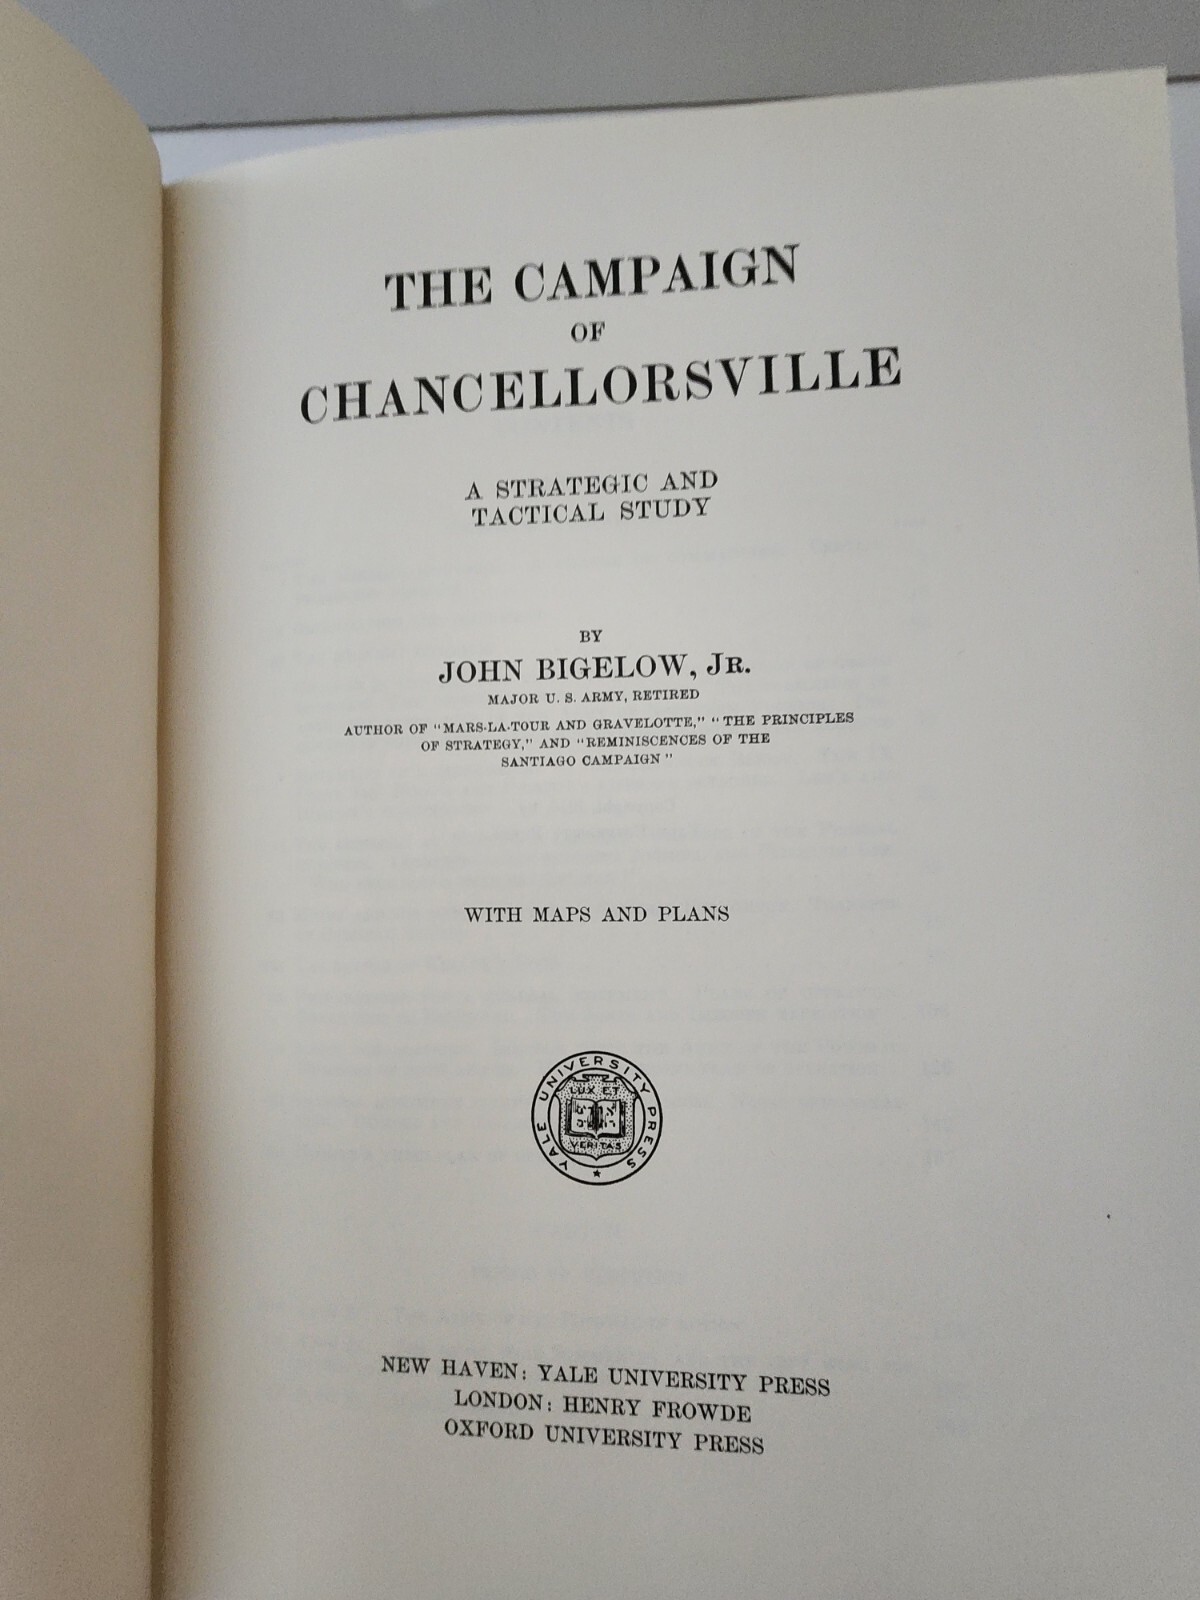 THE CAMPAIGN
OF
CHANCELLORSVILLE
A STRATEGIC AND
TACTICAL STUDY
BY
JOHN BIGELOW, JR.
MAJOR U. S. ARMY, RETIRED
AUTHOR OF "MARS-LA-TOUR AND GRAVELOTTE," "THE PRINCIPLES
OF STRATEGY," AND "REMINISCENCES OF THE
SANTIAGO CAMPAIGN"
WITH MAPS AND PLANS
YALE UNIVERSITY PRESS
LUX ET
VERITAS
NEW HAVEN: YALE UNIVERSITY PRESS
LONDON: HENRY FROWDE
OXFORD UNIVERSITY PRESS